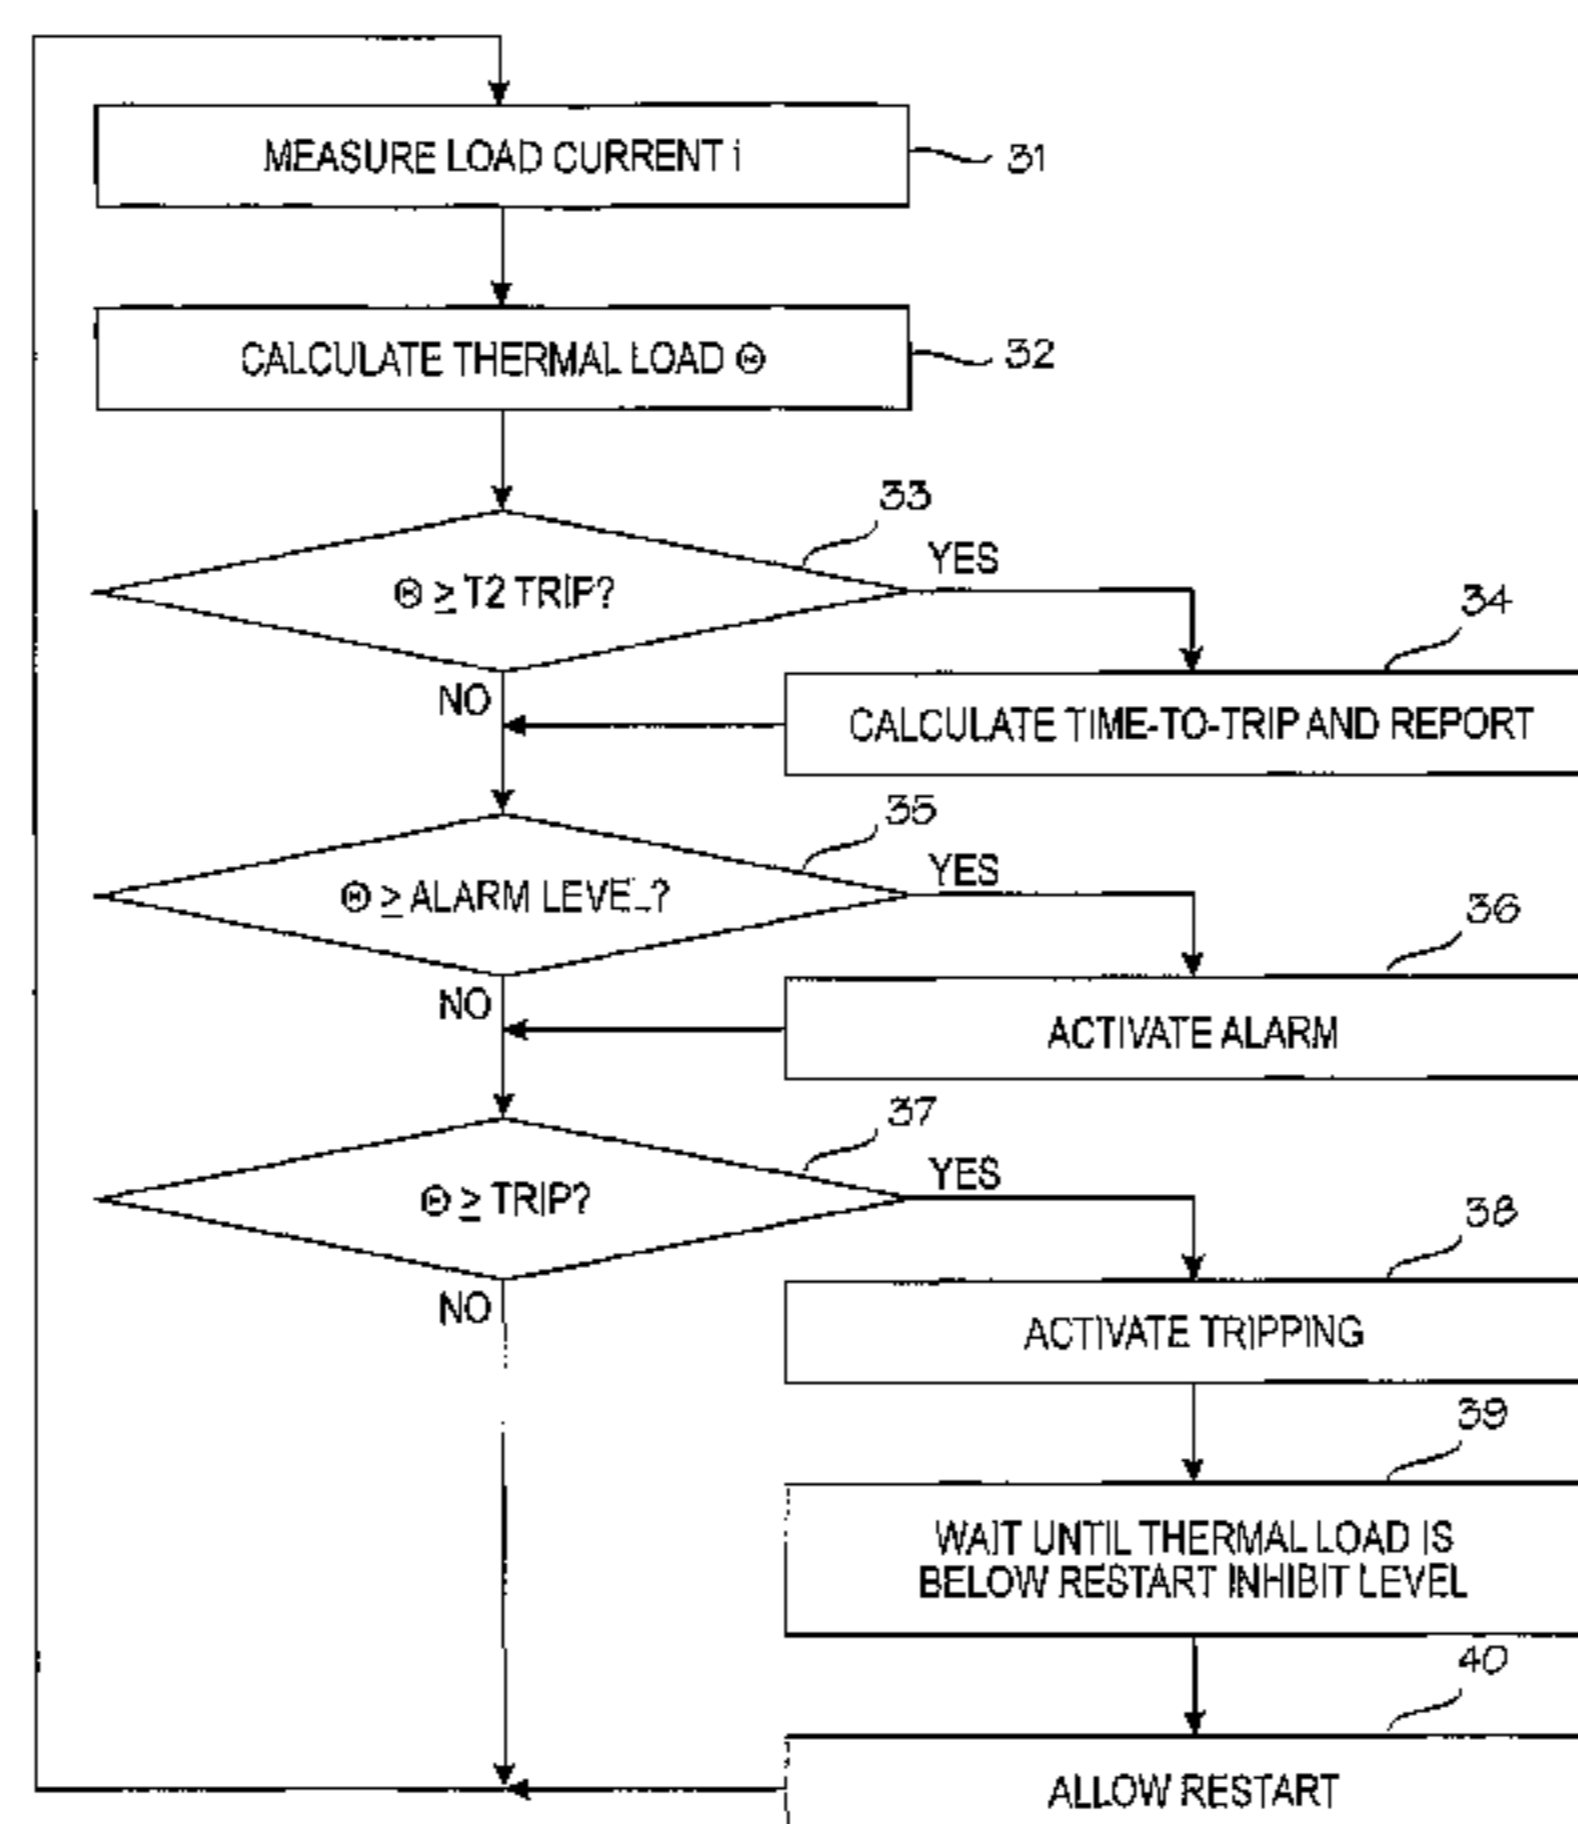 MEASURE LOAD CURRENT i
31
CALCULATE THERMAL LOAD Θ
32
33
Θ ≥ T2 TRIP?
YES
NO
34
CALCULATE TIME-TO-TRIP AND REPORT
35
Θ ≥ ALARM LEVEL?
YES
NO
36
ACTIVATE ALARM
37
Θ ≥ TRIP?
YES
NO
38
ACTIVATE TRIPPING
39
WAIT UNTIL THERMAL LOAD IS
BELOW RESTART INHIBIT LEVEL
40
ALLOW RESTART